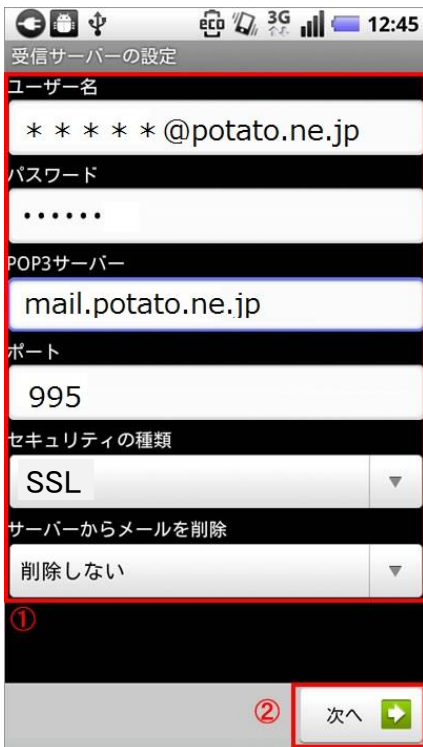 eco 3G 12:45
受信サーバーの設定
ユーザー名
＊＊＊＊＊@potato.ne.jp
パスワード
••••••
POP3サーバー
mail.potato.ne.jp
ポート
995
セキュリティの種類
SSL
サーバーからメールを削除
削除しない
①
② 次へ